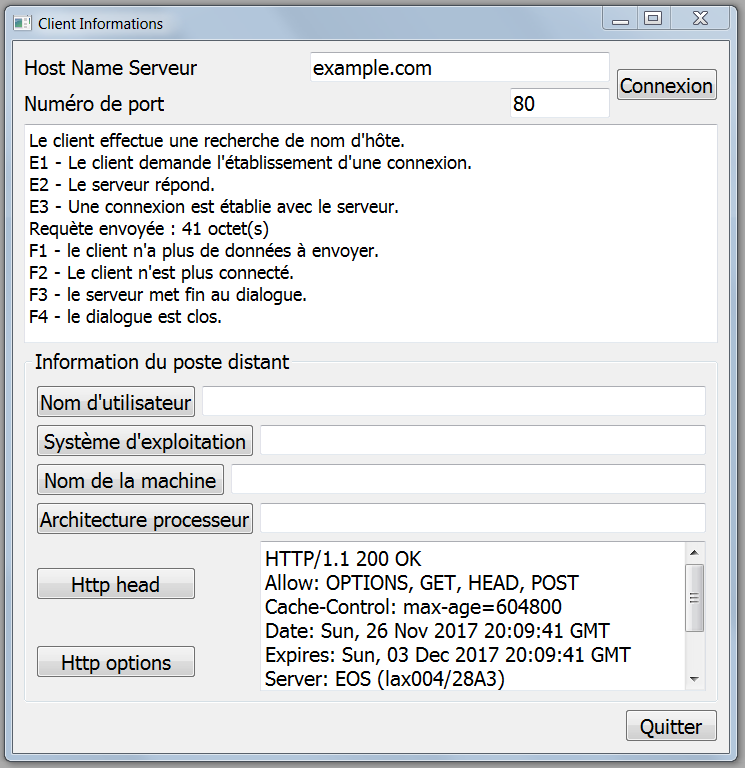 Client Informations
Host Name Serveur example.com
Connexion
Numéro de port 80
Le client effectue une recherche de nom d'hôte.
E1 - Le client demande l'établissement d'une connexion.
E2 - Le serveur répond.
E3 - Une connexion est établie avec le serveur.
Requète envoyée : 41 octet(s)
F1 - le client n'a plus de données à envoyer.
F2 - Le client n'est plus connecté.
F3 - le serveur met fin au dialogue.
F4 - le dialogue est clos.
Information du poste distant
Nom d'utilisateur
Système d'exploitation
Nom de la machine
Architecture processeur
Http head
Http options
HTTP/1.1 200 OK
Allow: OPTIONS, GET, HEAD, POST
Cache-Control: max-age=604800
Date: Sun, 26 Nov 2017 20:09:41 GMT
Expires: Sun, 03 Dec 2017 20:09:41 GMT
Server: EOS (lax004/28A3)
Quitter